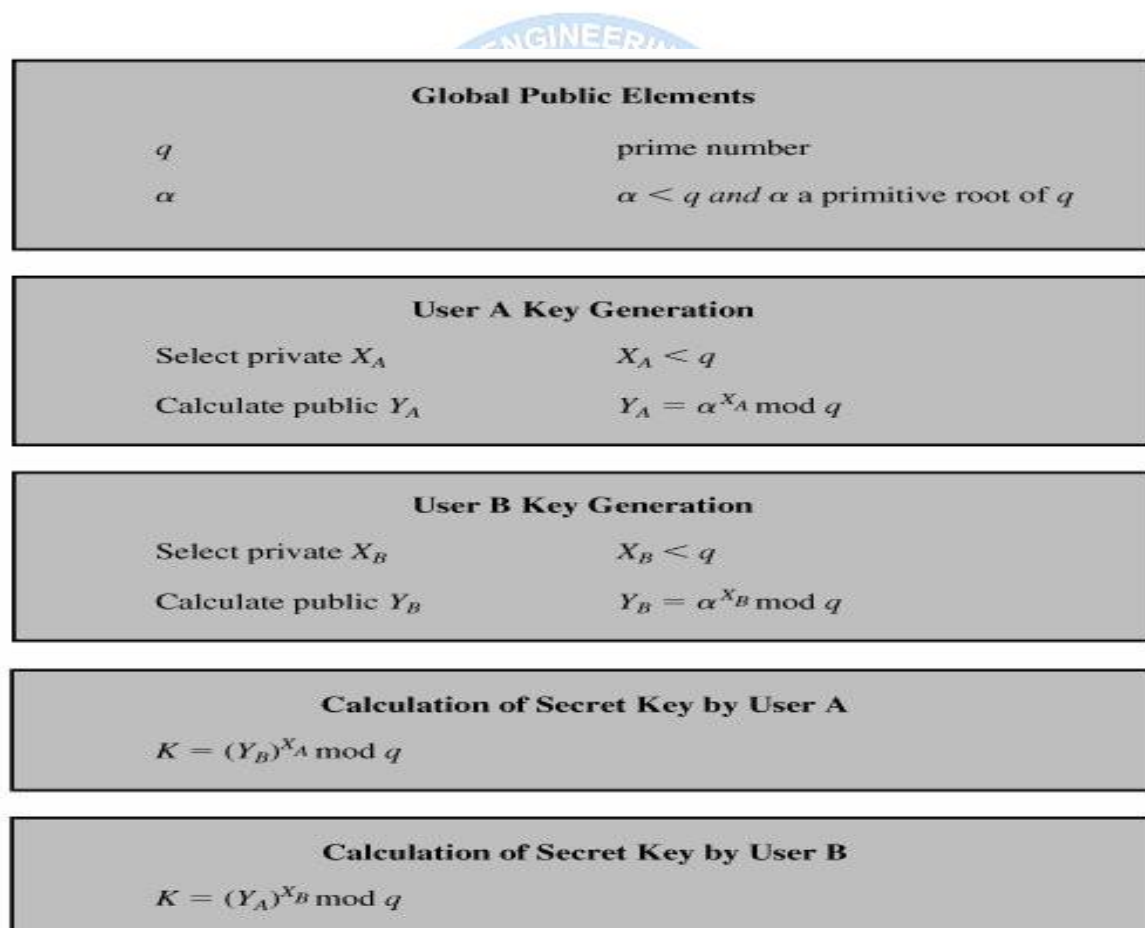 Global Public Elements
q prime number
α α < q and α a primitive root of q
User A Key Generation
Select private X_A X_A < q
Calculate public Y_A Y_A = α^{X_A} mod q
User B Key Generation
Select private X_B X_B < q
Calculate public Y_B Y_B = α^{X_B} mod q
Calculation of Secret Key by User A
K = (Y_B)^{X_A} mod q
Calculation of Secret Key by User B
K = (Y_A)^{X_B} mod q